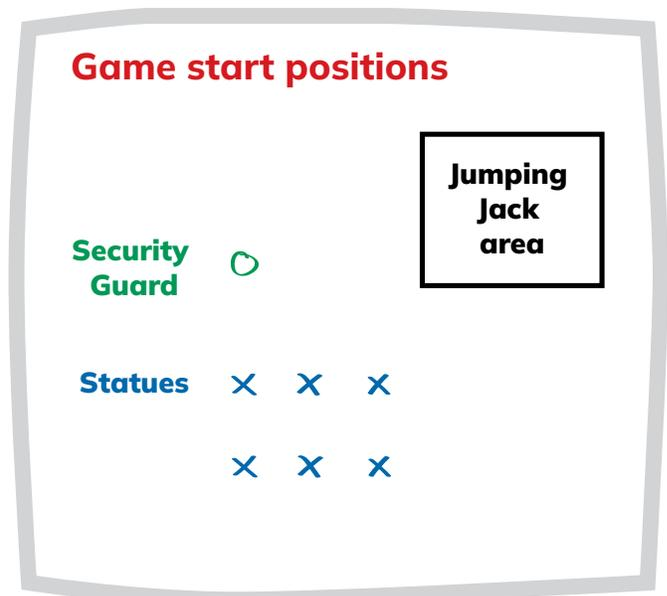 Game start positions
Jumping
Jack
area
Security
Guard
Statues